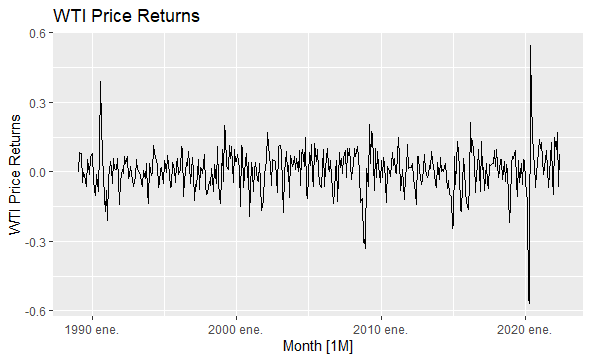 WTI Price Returns
0.6
0.3
0.0
-0.3
-0.6
WTI Price Returns
1990 ene.
2000 ene.
2010 ene.
2020 ene.
Month [1M]